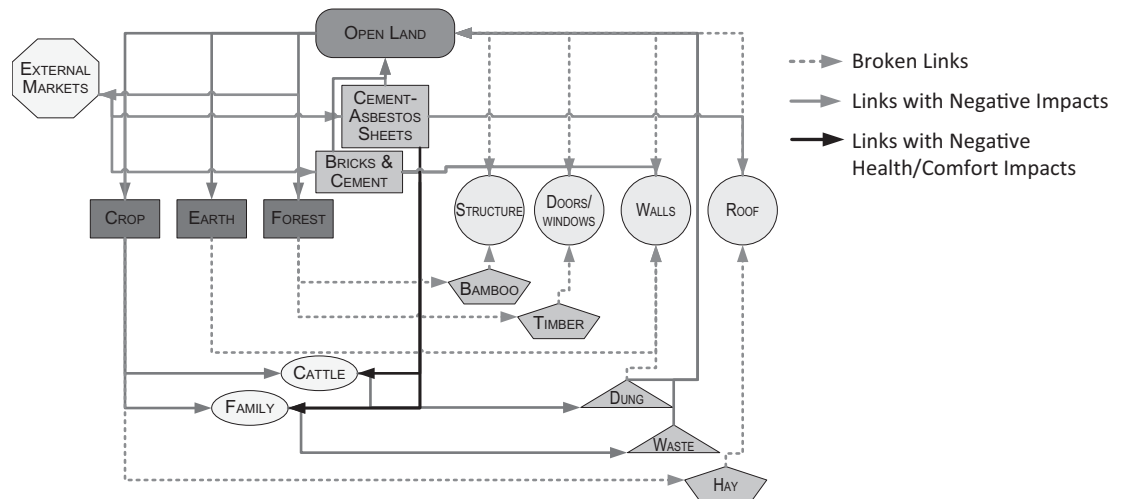 OPEN LAND
EXTERNAL
MARKETS
CEMENT-
ASBESTOS
SHEETS
BRICKS &
CEMENT
Broken Links
Links with Negative Impacts
Links with Negative
Health/Comfort Impacts
CROP
EARTH
FOREST
STRUCTURE
DOORS/
WINDOWS
WALLS
ROOF
BAMBOO
TIMBER
CATTLE
FAMILY
DUNG
WASTE
HAY